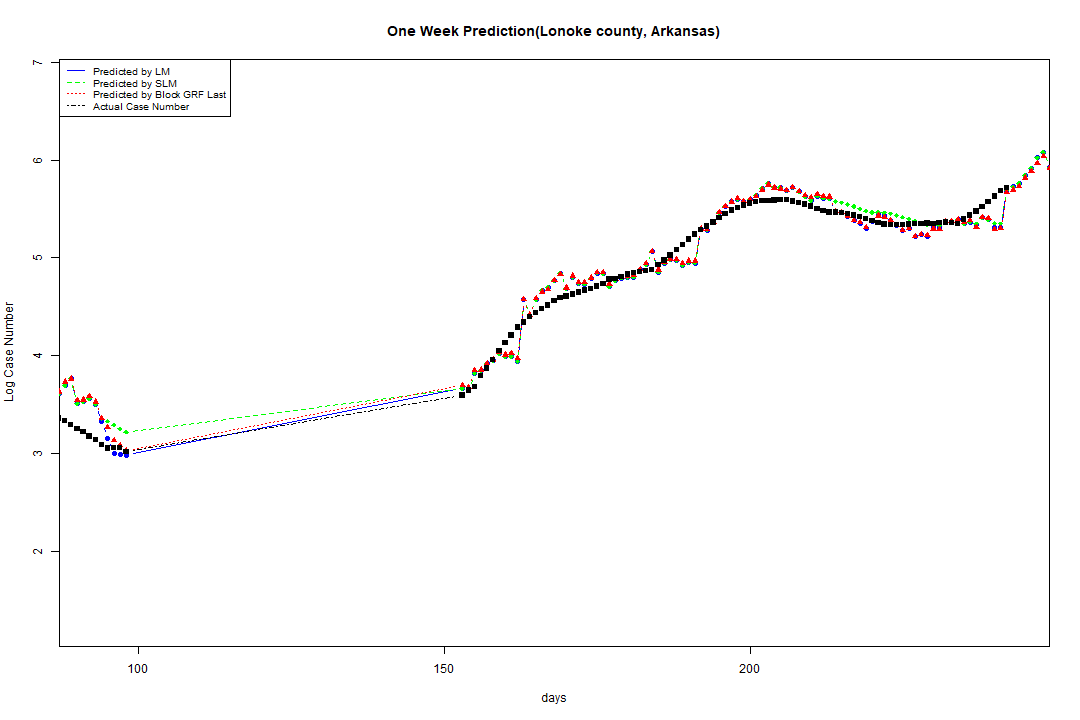 One Week Prediction(Lonoke county, Arkansas)
Predicted by LM
Predicted by SLM
Predicted by Block GRF Last
Actual Case Number
7
6
5
4
3
2
Log Case Number
100 150 200
days